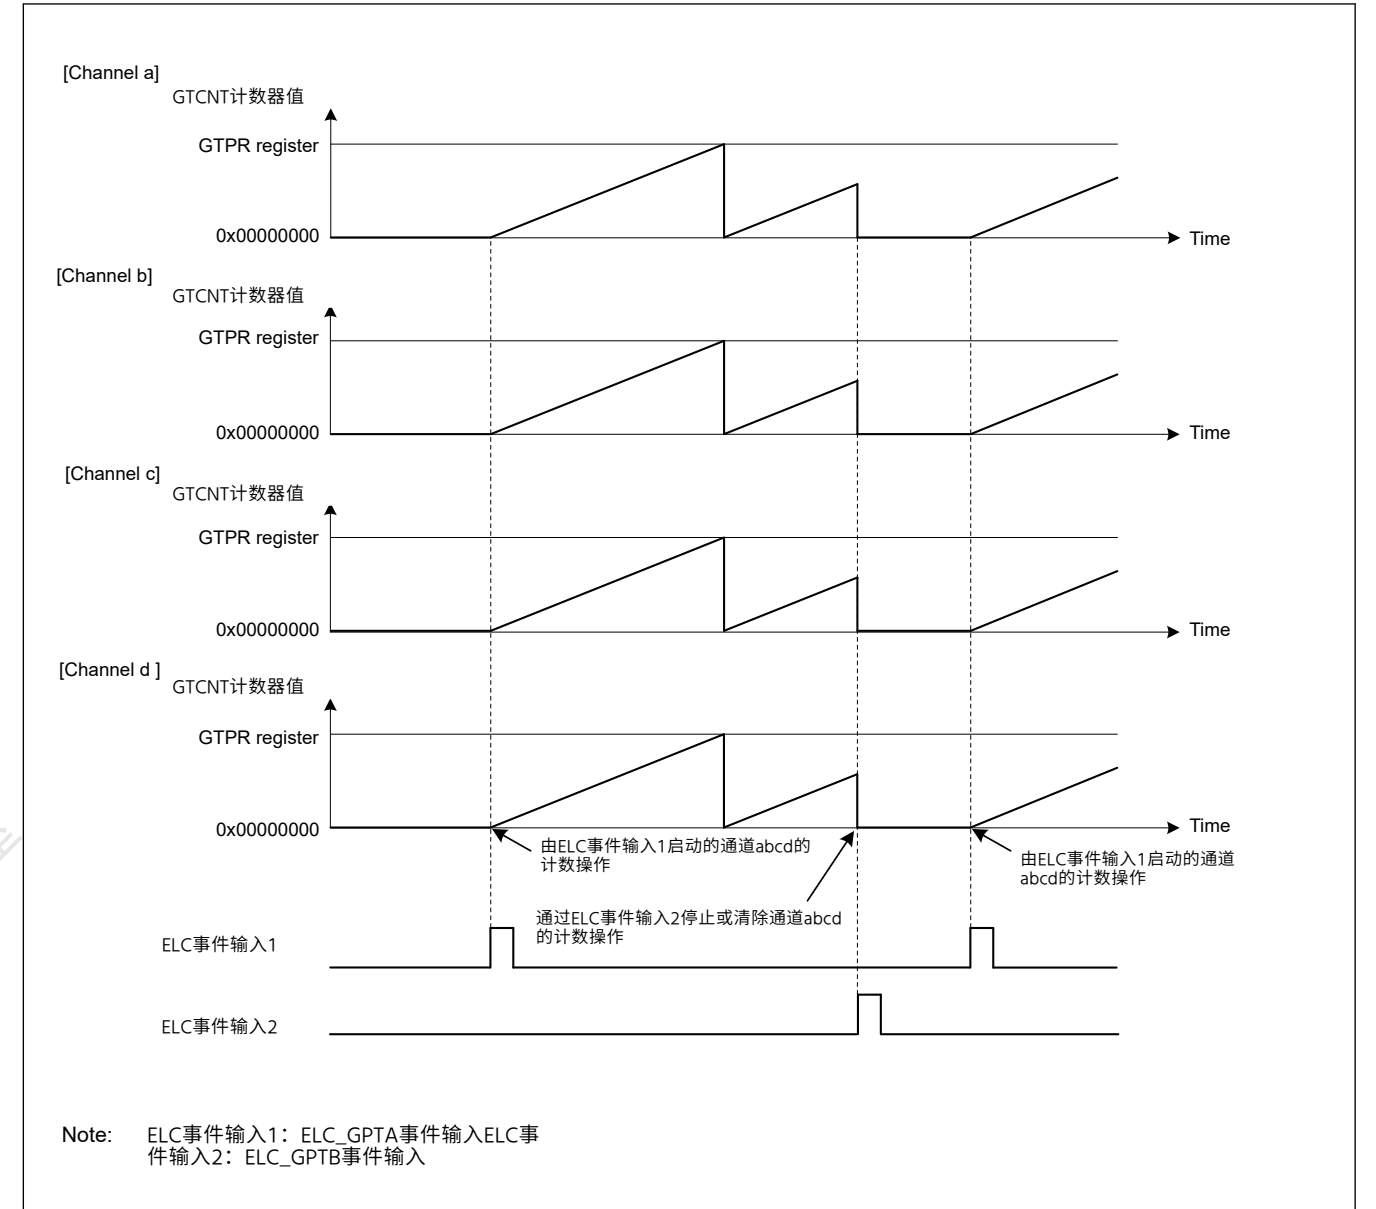 [Channel a]
GTCNT计数器值
GTPR register
0x00000000
Time
[Channel b]
GTCNT计数器值
GTPR register
0x00000000
Time
[Channel c]
GTCNT计数器值
GTPR register
0x00000000
Time
[Channel d ]
GTCNT计数器值
GTPR register
0x00000000
Time
由ELC事件输入1启动的通道abcd的
计数操作
由ELC事件输入1启动的通道
abcd的计数操作
通过ELC事件输入2停止或清除通道abcd
的计数操作
ELC事件输入1
ELC事件输入2
Note: ELC事件输入1：ELC_GPTA事件输入ELC事
件输入2：ELC_GPTB事件输入